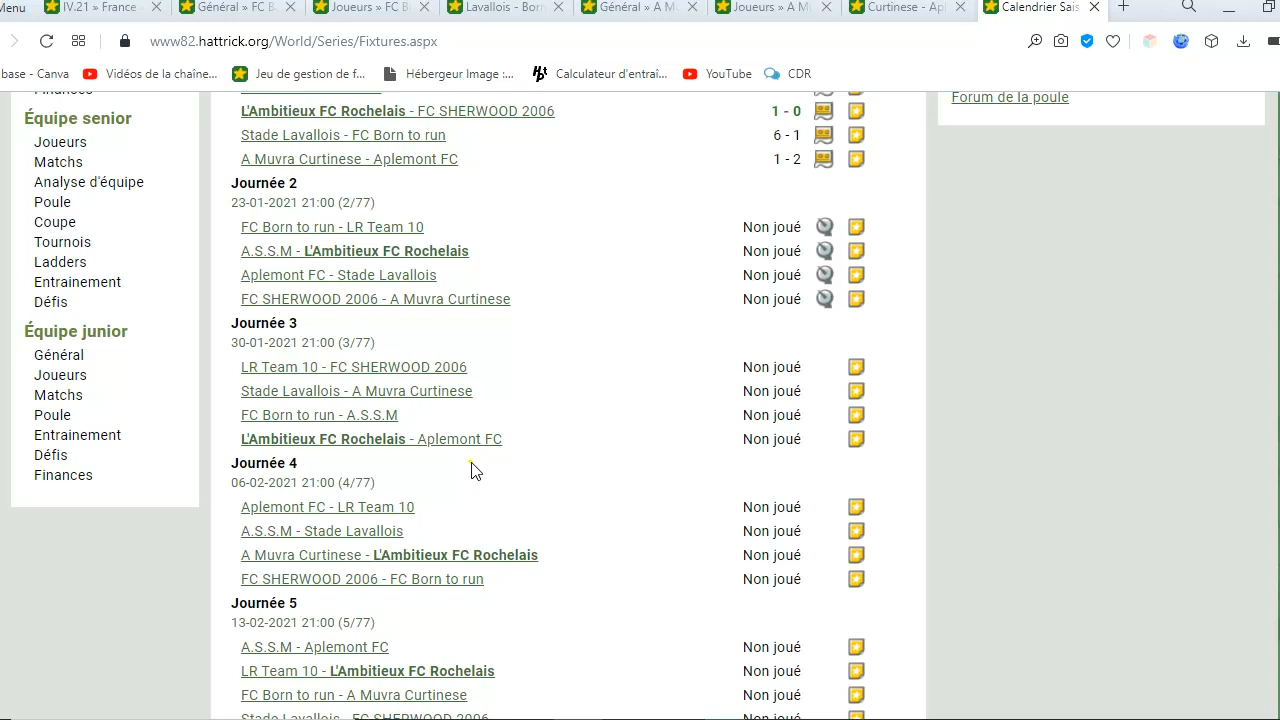 Menu
IV.21 » France
Général » FC B
Joueurs » FC B
Lavallois - Born
Général » A M
Joueurs » A M
Curtinese - Apl
Calendrier Sais
www82.hattrick.org/World/Series/Fixtures.aspx
base - Canva
Vidéos de la chaîne...
Jeu de gestion de f...
Hébergeur Image :...
Calculateur d'entraî...
YouTube
CDR
Équipe senior
Joueurs
Matchs
Analyse d'équipe
Poule
Coupe
Tournois
Ladders
Entrainement
Défis
Équipe junior
Général
Joueurs
Matchs
Poule
Entrainement
Défis
Finances
L'Ambitieux FC Rochelais - FC SHERWOOD 2006 1 - 0
Stade Lavallois - FC Born to run 6 - 1
A Muvra Curtinese - Aplemont FC 1 - 2
Journée 2
23-01-2021 21:00 (2/77)
FC Born to run - LR Team 10 Non joué
A.S.S.M - L'Ambitieux FC Rochelais Non joué
Aplemont FC - Stade Lavallois Non joué
FC SHERWOOD 2006 - A Muvra Curtinese Non joué
Journée 3
30-01-2021 21:00 (3/77)
LR Team 10 - FC SHERWOOD 2006 Non joué
Stade Lavallois - A Muvra Curtinese Non joué
FC Born to run - A.S.S.M Non joué
L'Ambitieux FC Rochelais - Aplemont FC Non joué
Journée 4
06-02-2021 21:00 (4/77)
Aplemont FC - LR Team 10 Non joué
A.S.S.M - Stade Lavallois Non joué
A Muvra Curtinese - L'Ambitieux FC Rochelais Non joué
FC SHERWOOD 2006 - FC Born to run Non joué
Journée 5
13-02-2021 21:00 (5/77)
A.S.S.M - Aplemont FC Non joué
LR Team 10 - L'Ambitieux FC Rochelais Non joué
FC Born to run - A Muvra Curtinese Non joué
Stade Lavallois - FC SHERWOOD 2006
Forum de la poule